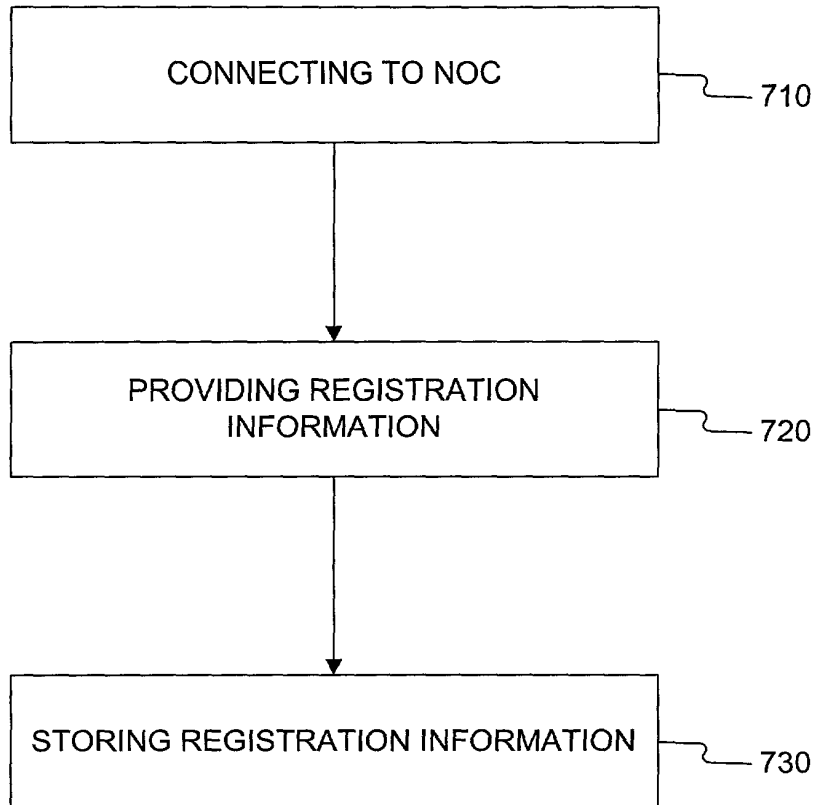 CONNECTING TO NOC
710
PROVIDING REGISTRATION
INFORMATION
720
STORING REGISTRATION INFORMATION
730